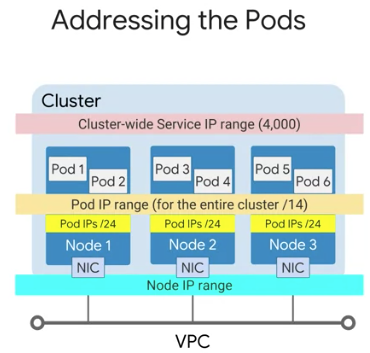 Addressing the Pods
Cluster
Cluster-wide Service IP range (4,000)
Pod 1
Pod 2
Pod 3
Pod 4
Pod 5
Pod 6
Pod IP range (for the entire cluster /14)
Pod IPs /24
Pod IPs /24
Pod IPs /24
Node 1
Node 2
Node 3
NIC
NIC
NIC
Node IP range
VPC